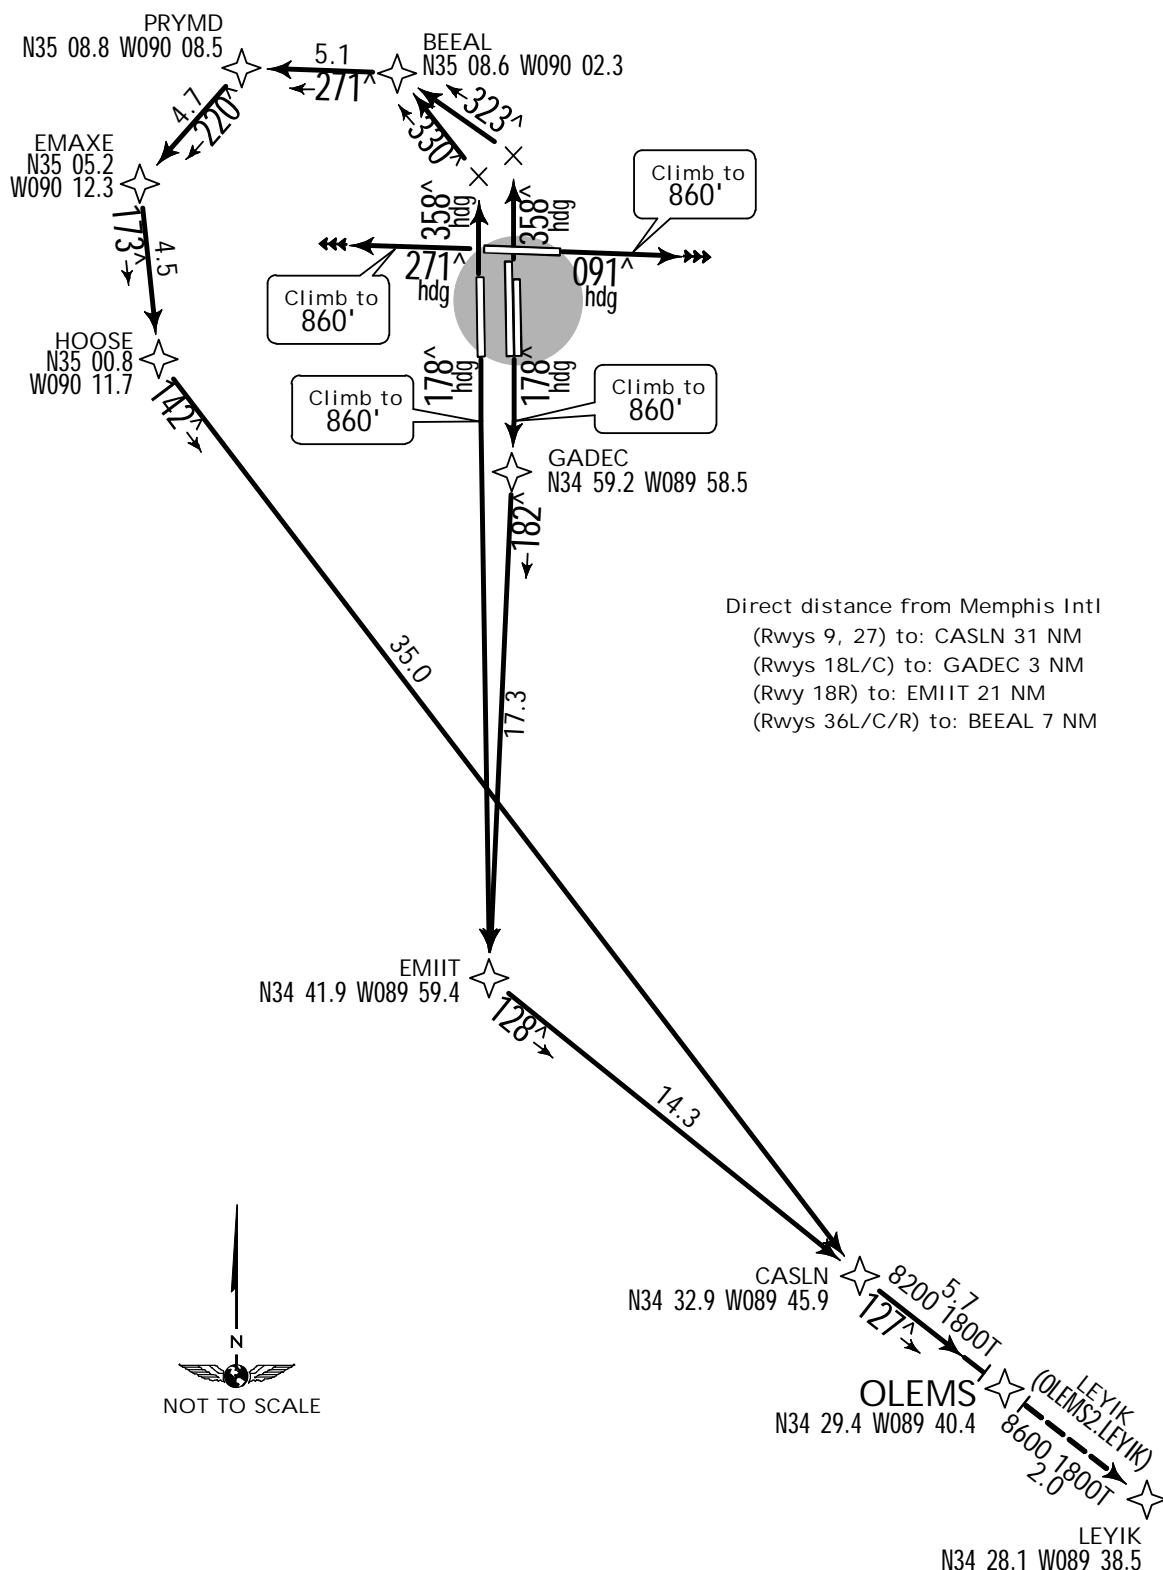 PRYMD
N35 08.8 W090 08.5
BEEAL
N35 08.6 W090 02.3
5.1
271^
4.7
220^
323^
330^
EMAXE
N35 05.2
W090 12.3
173^
4.5
358^
hdg
358^
hdg
Climb to
860'
271^
hdg
091^
hdg
Climb to
860'
HOOSE
N35 00.8
W090 11.7
142^
178^
hdg
178^
hdg
Climb to
860'
Climb to
860'
GADEC
N34 59.2 W089 58.5
182^
Direct distance from Memphis Intl
(Rwys 9, 27) to: CASLN 31 NM
(Rwys 18L/C) to: GADEC 3 NM
(Rwy 18R) to: EMIIT 21 NM
(Rwys 36L/C/R) to: BEEAL 7 NM
35.0
17.3
EMIIT
N34 41.9 W089 59.4
128^
14.3
CASLN
N34 32.9 W089 45.9
5.7
8200 1800T
127^
N
NOT TO SCALE
OLEMS
N34 29.4 W089 40.4
LEYIK
(OLEMS2.LEYIK)
8600 1800T
2.0
LEYIK
N34 28.1 W089 38.5